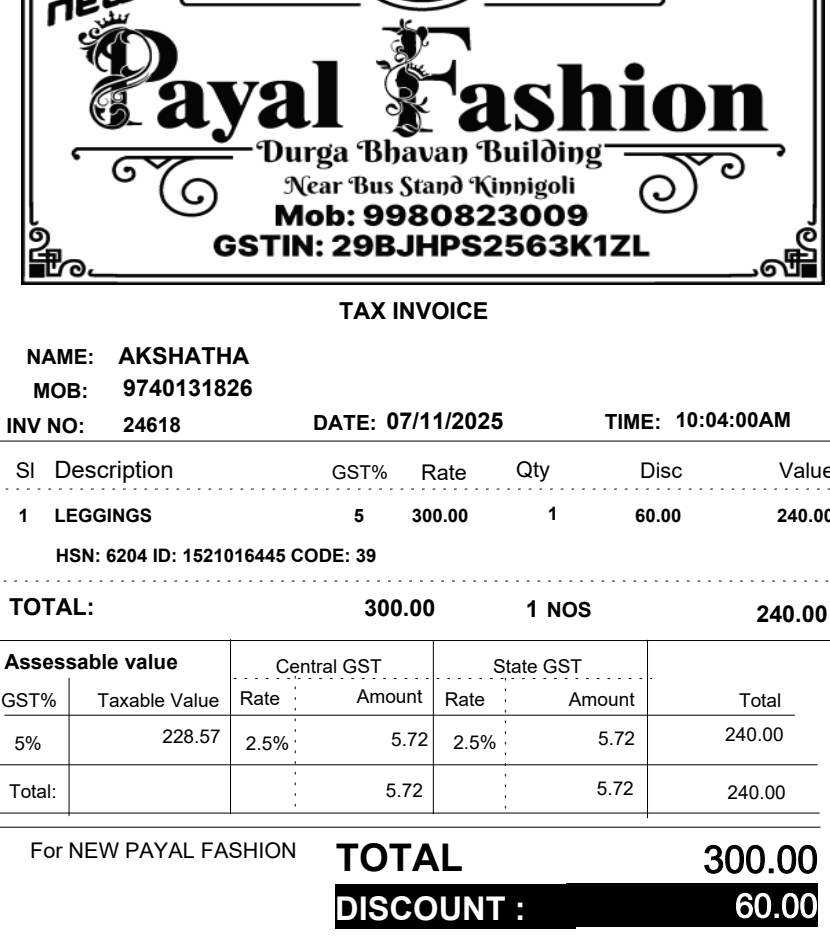 new
Payal Fashion
Durga Bhavan Building
Near Bus Stand Kinnigoli
Mob: 9980823009
GSTIN: 29BJHPS2563K1ZL
TAX INVOICE
NAME: AKSHATHA
MOB: 9740131826
INV NO: 24618 DATE: 07/11/2025 TIME: 10:04:00AM
Sl Description GST% Rate Qty Disc Value
1 LEGGINGS 5 300.00 1 60.00 240.00
HSN: 6204 ID: 1521016445 CODE: 39
TOTAL: 300.00 1 NOS 240.00
Assessable value Central GST State GST
GST% Taxable Value Rate Amount Rate Amount Total
5% 228.57 2.5% 5.72 2.5% 5.72 240.00
Total: 5.72 5.72 240.00
For NEW PAYAL FASHION TOTAL 300.00
DISCOUNT : 60.00